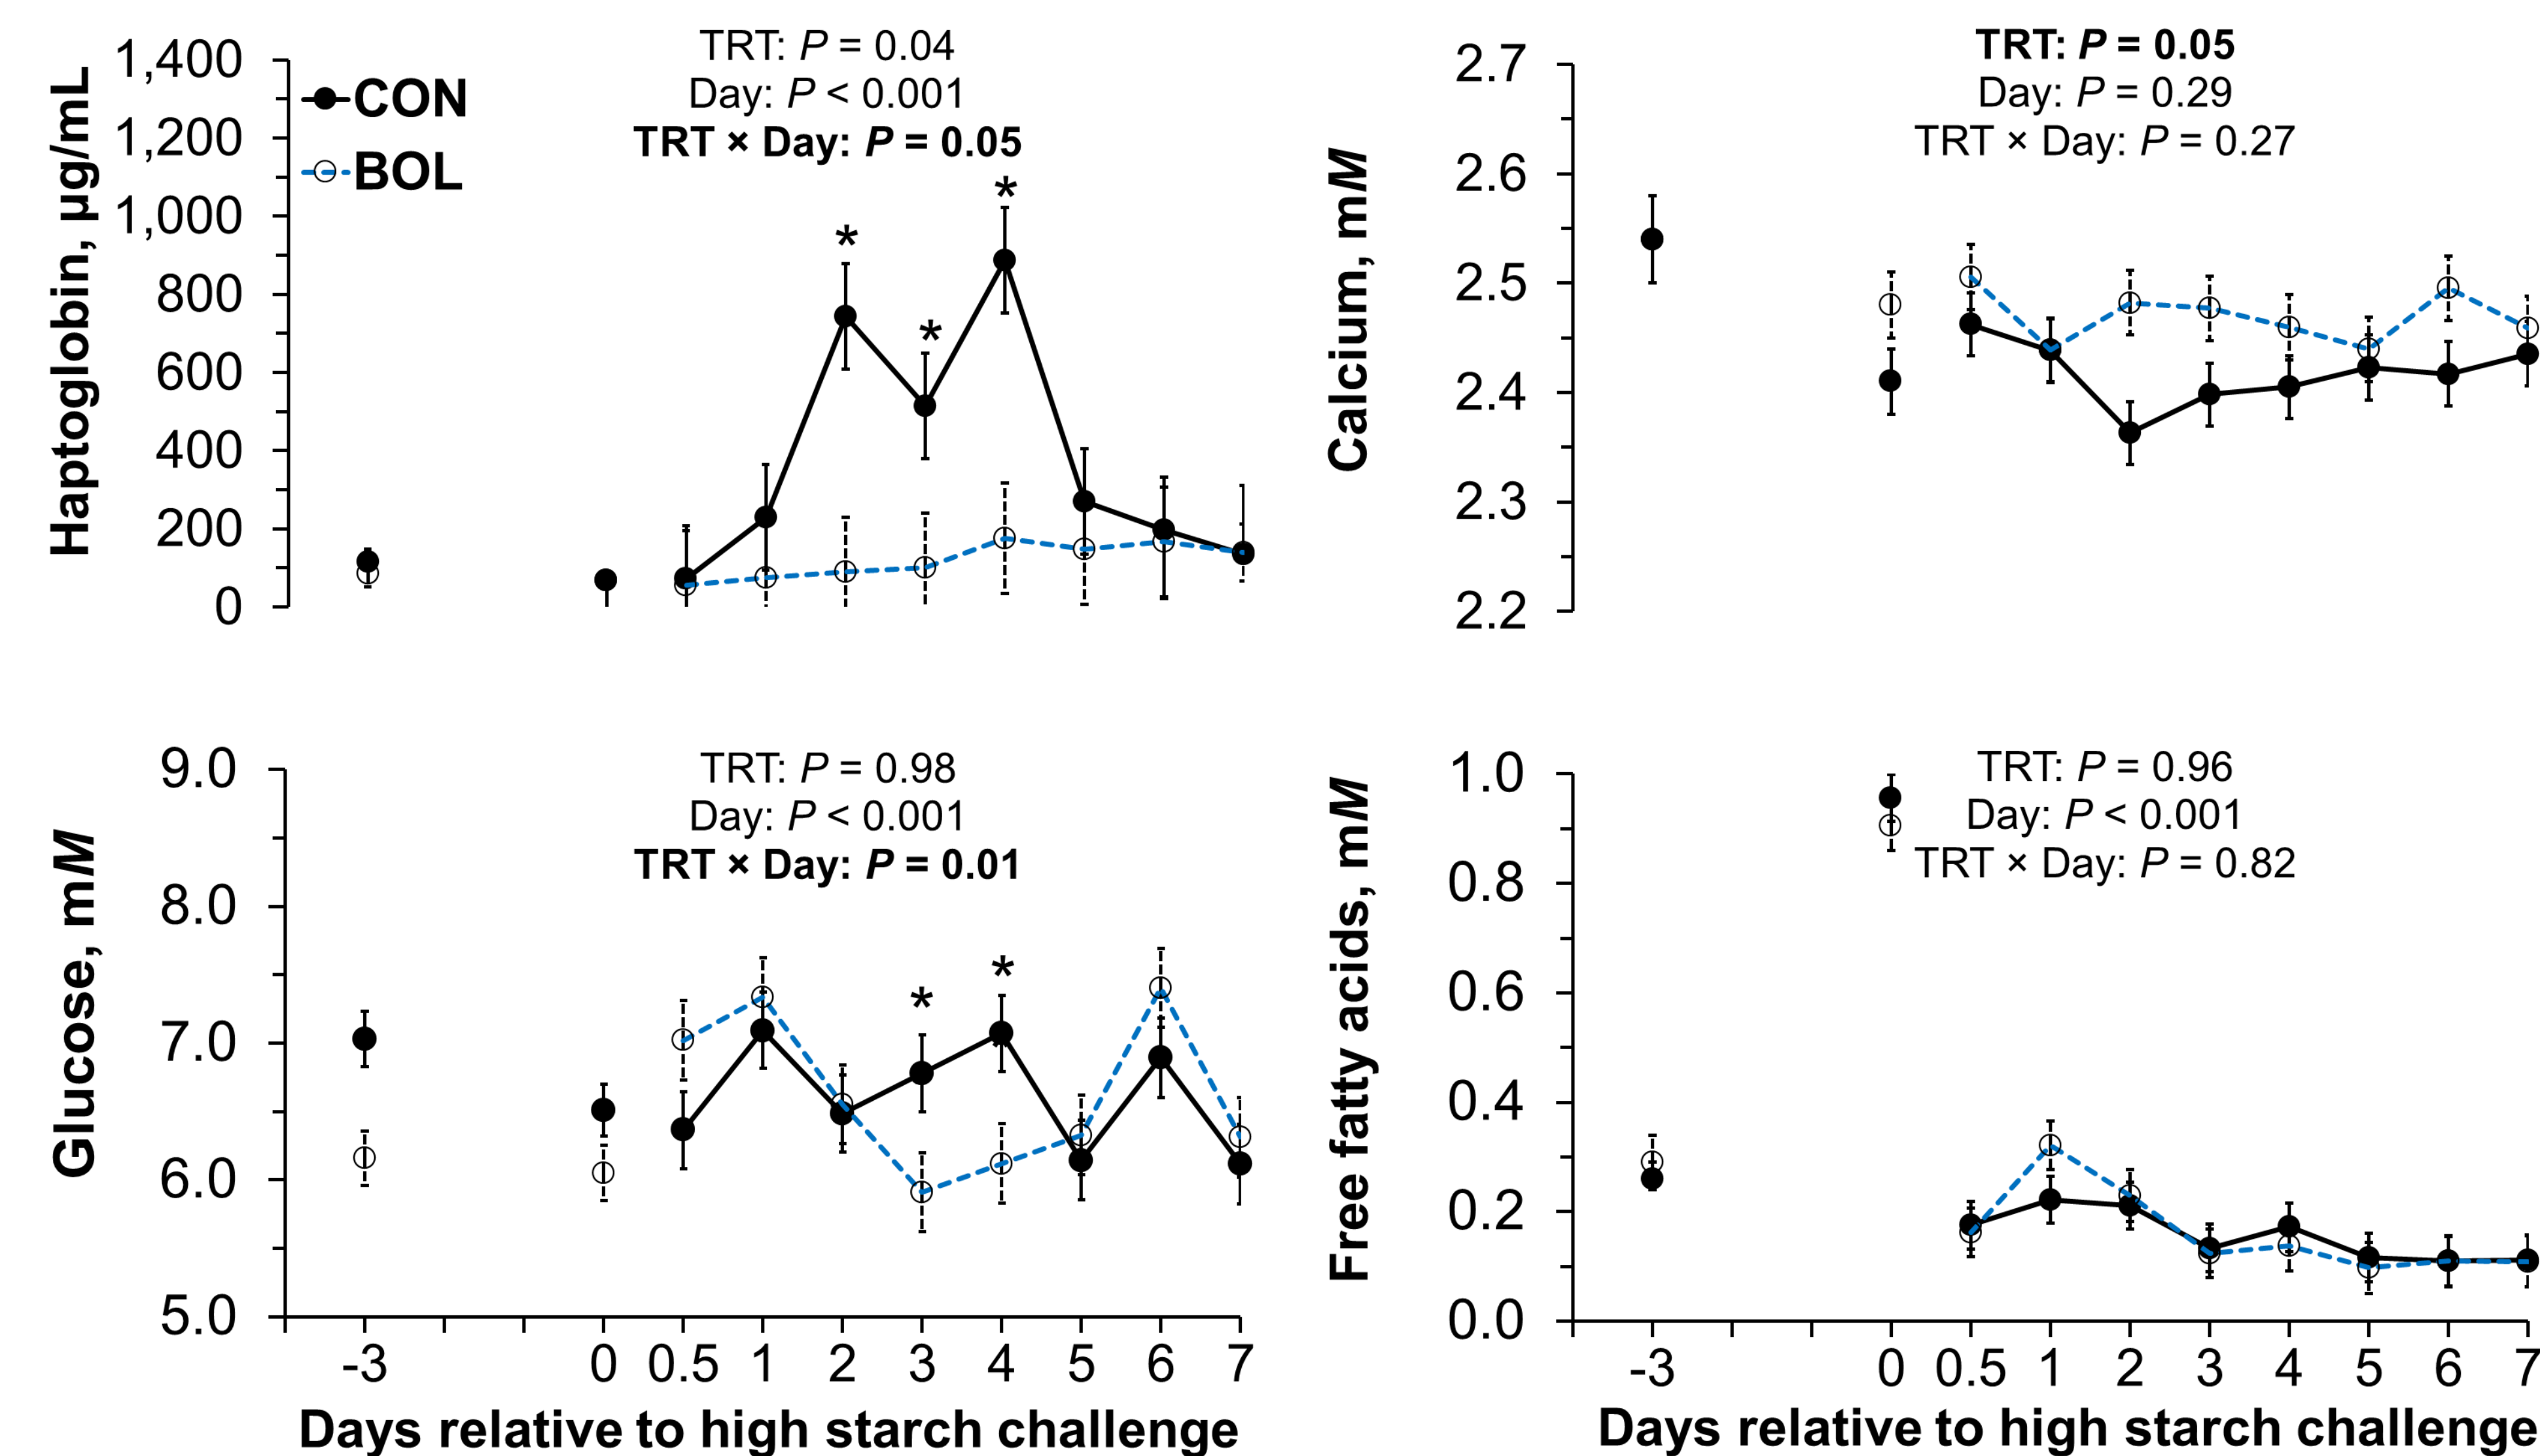 TRT: P = 0.04
Day: P < 0.001
TRT × Day: P = 0.05
CON
BOL
*
*
*
Haptoglobin, µg/mL
1,400
1,200
1,000
800
600
400
200
0
TRT: P = 0.05
Day: P = 0.29
TRT × Day: P = 0.27
Calcium, mM
2.7
2.6
2.5
2.4
2.3
2.2
TRT: P = 0.98
Day: P < 0.001
TRT × Day: P = 0.01
*
*
Glucose, mM
9.0
8.0
7.0
6.0
5.0
-3 0 0.5 1 2 3 4 5 6 7
Days relative to high starch challenge
TRT: P = 0.96
Day: P < 0.001
TRT × Day: P = 0.82
Free fatty acids, mM
1.0
0.8
0.6
0.4
0.2
0.0
-3 0 0.5 1 2 3 4 5 6 7
Days relative to high starch challenge